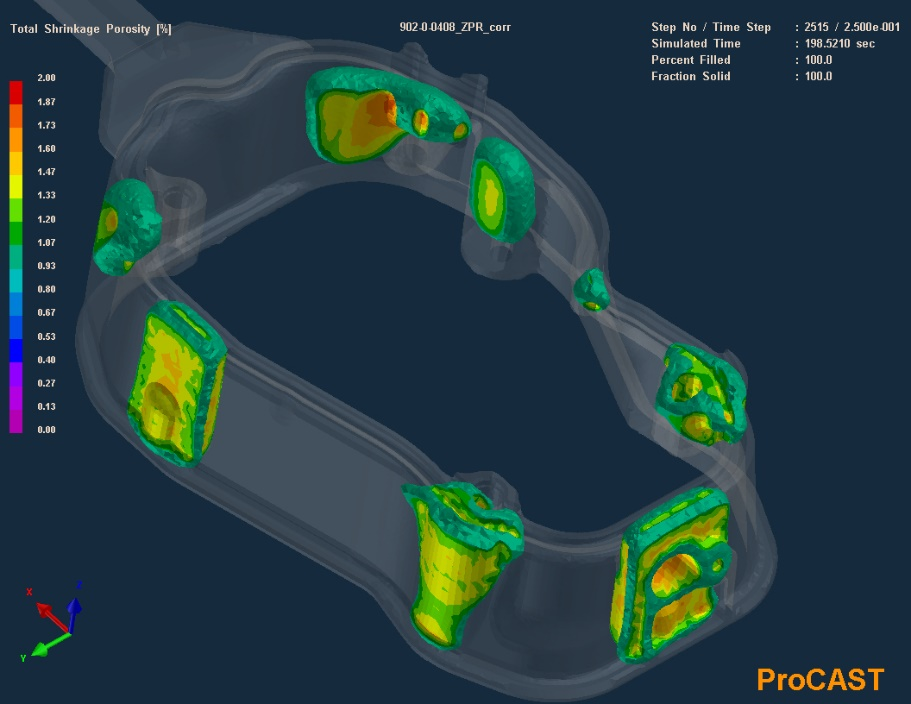 Total Shrinkage Porosity [%]
902-0-0408_ZPR_corr
Step No / Time Step : 2515 / 2.500e-001
Simulated Time : 198.5210 sec
Percent Filled : 100.0
Fraction Solid : 100.0
2.00
1.87
1.73
1.60
1.47
1.33
1.20
1.07
0.93
0.80
0.67
0.53
0.40
0.27
0.13
0.00
X
Z
Y
ProCAST